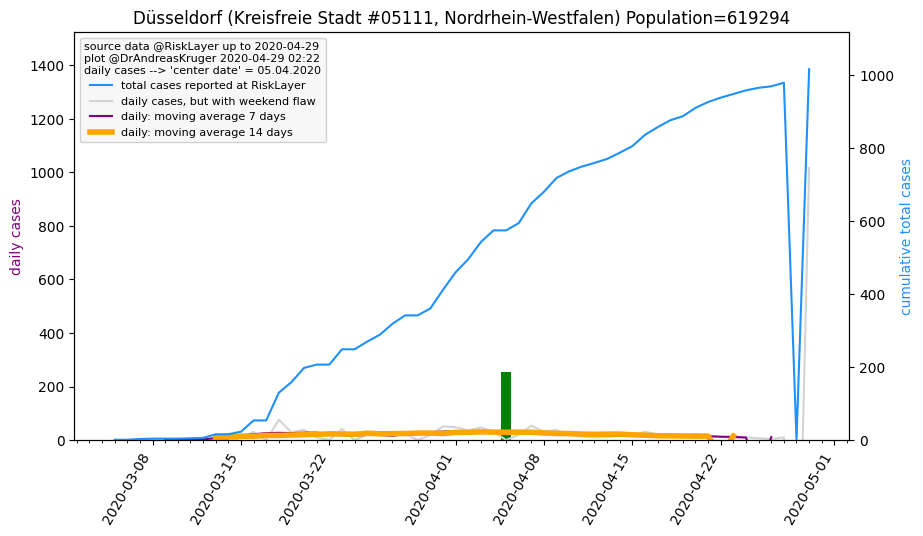 Düsseldorf (Kreisfreie Stadt #05111, Nordrhein-Westfalen) Population=619294
source data @RiskLayer up to 2020-04-29
plot @DrAndreasKruger 2020-04-29 02:22
daily cases --> 'center date' = 05.04.2020
total cases reported at RiskLayer
daily cases, but with weekend flaw
daily: moving average 7 days
daily: moving average 14 days
daily cases
1400
1200
1000
800
600
400
200
0
cumulative total cases
1000
800
600
400
200
0
2020-03-08
2020-03-15
2020-03-22
2020-04-01
2020-04-08
2020-04-15
2020-04-22
2020-05-01